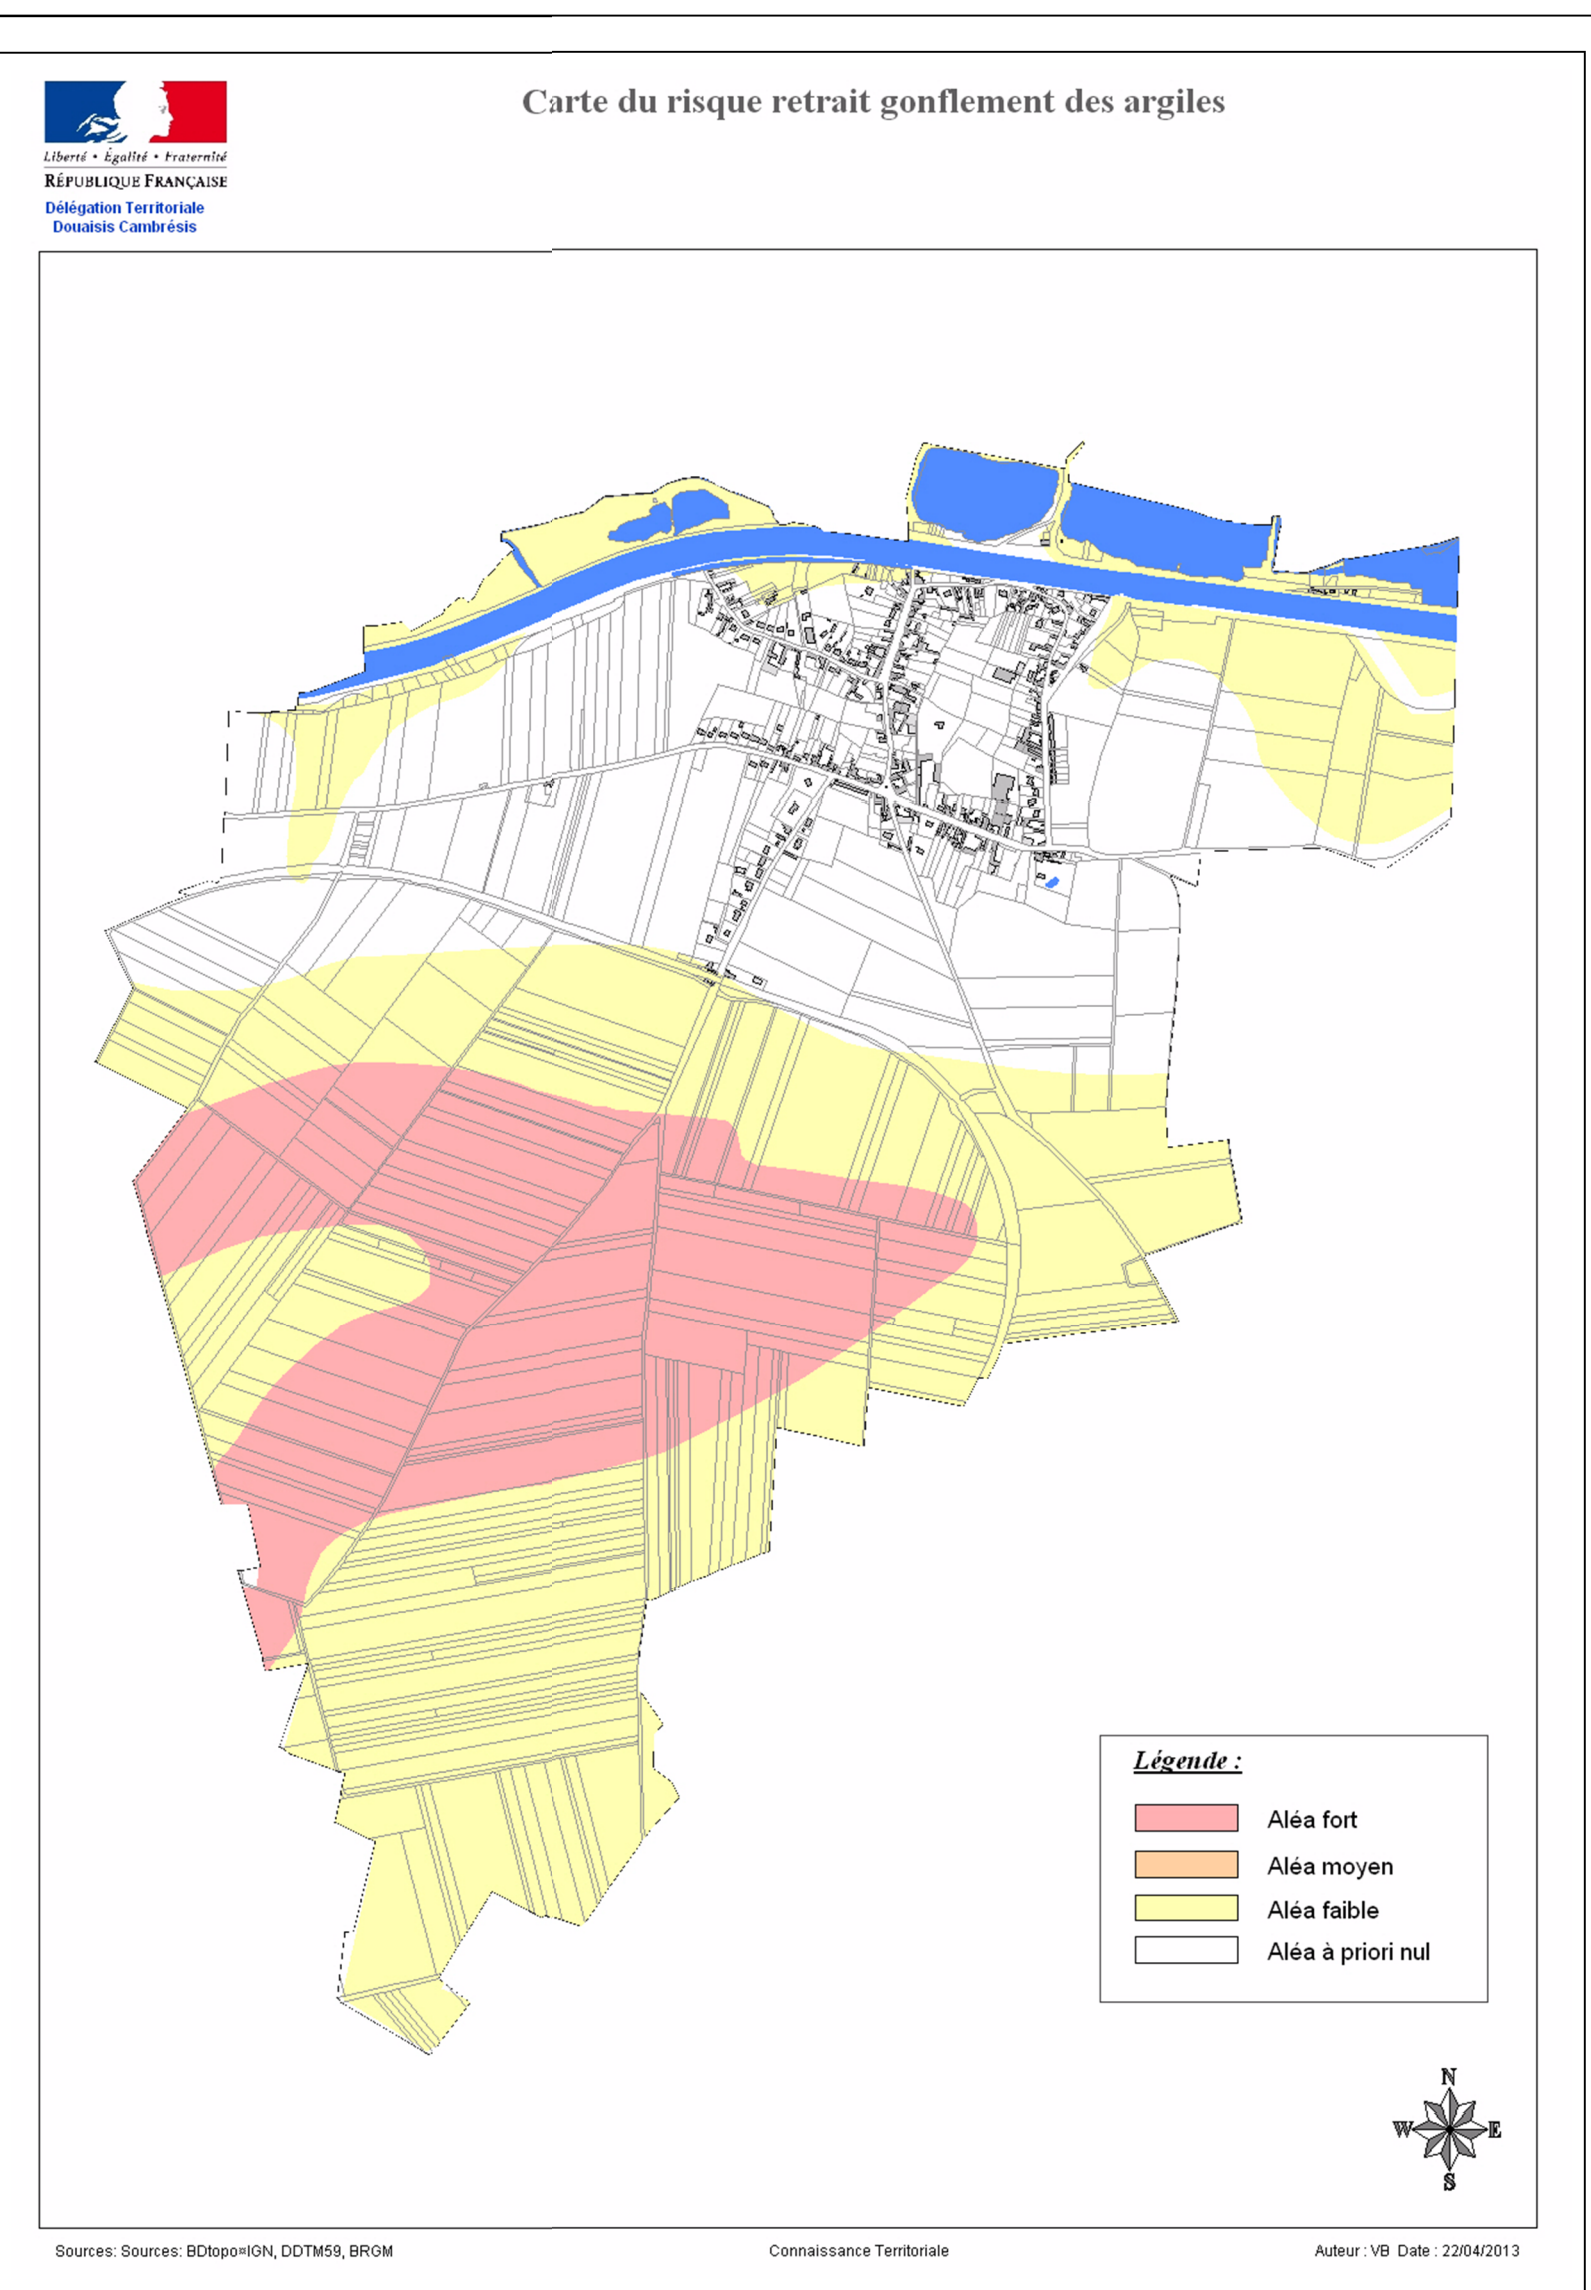 Carte du risque retrait gonflement des argiles
Liberté • Égalité • Fraternité
RÉPUBLIQUE FRANÇAISE
Délégation Territoriale
Douaisis Cambrésis
Légende :
Aléa fort
Aléa moyen
Aléa faible
Aléa à priori nul
N
W E
S
Sources: Sources: BDtopo¤IGN, DDTM59, BRGM
Connaissance Territoriale
Auteur : VB Date : 22/04/2013